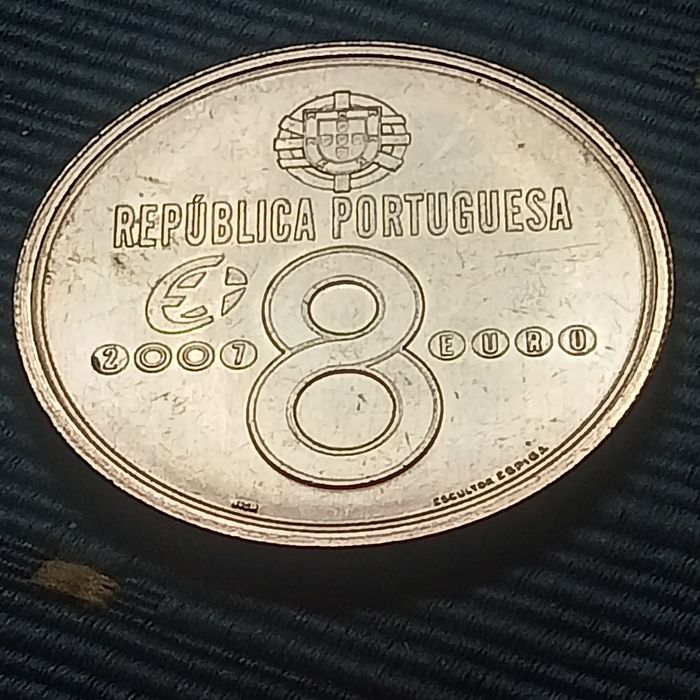 REPÚBLICA PORTUGUESA
2007 8 EURO
ESCULTOR ESPIGA